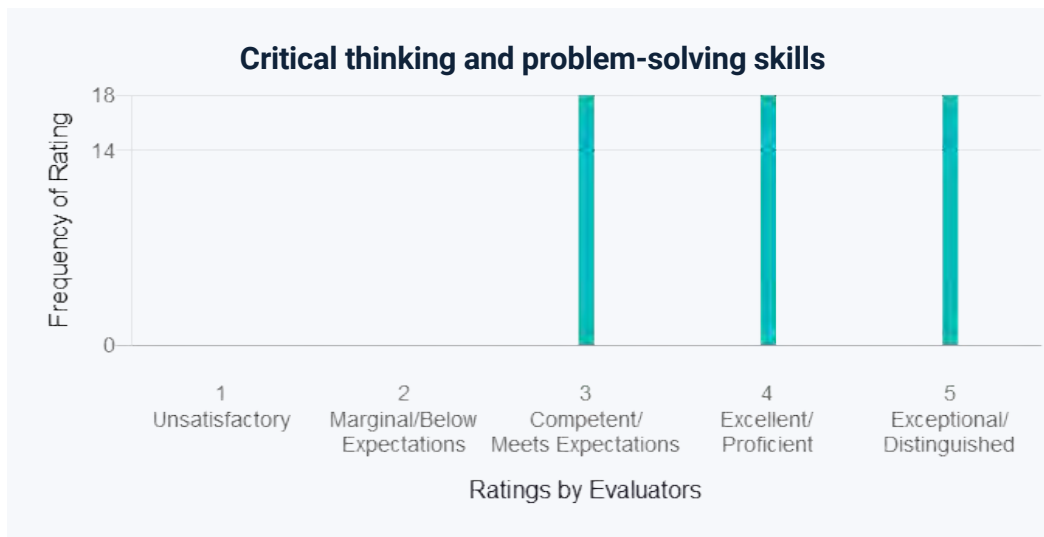 Critical thinking and problem-solving skills
Frequency of Rating
18
14
0
1
Unsatisfactory
2
Marginal/Below
Expectations
3
Competent/
Meets Expectations
4
Excellent/
Proficient
5
Exceptional/
Distinguished
Ratings by Evaluators